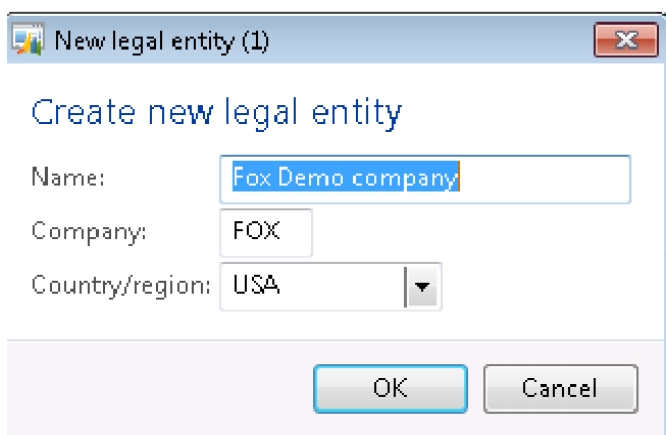 New legal entity (1)
Create new legal entity
Name: Fox Demo company
Company: FOX
Country/region: USA
OK Cancel